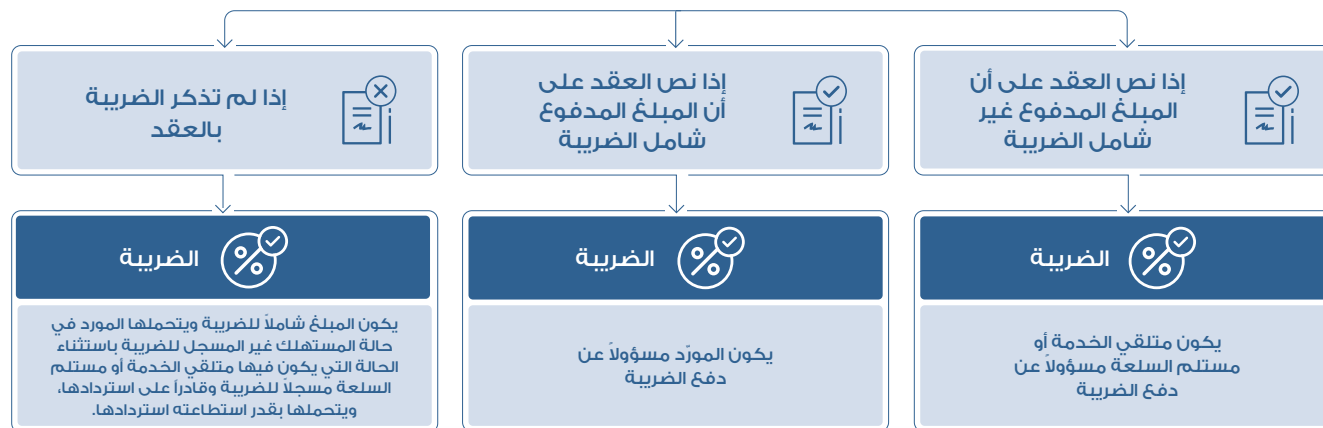 إذا نص العقد على أن
المبلغ المدفوع غير
شامل الضريبة
الضريبة
يكون متلقي الخدمة أو
مستلم السلعة مسؤولاً عن
دفع الضريبة
إذا نص العقد على
أن المبلغ المدفوع
شامل الضريبة
الضريبة
يكون المورّد مسؤولاً عن
دفع الضريبة
إذا لم تذكر الضريبة
بالعقد
الضريبة
يكون المبلغ شاملاً للضريبة ويتحملها المورد في
حالة المستهلك غير المسجل للضريبة باستثناء
الحالة التي يكون فيها متلقي الخدمة أو مستلم
السلعة مسجلاً للضريبة وقادراً على استردادها،
ويتحملها بقدر استطاعته استردادها.